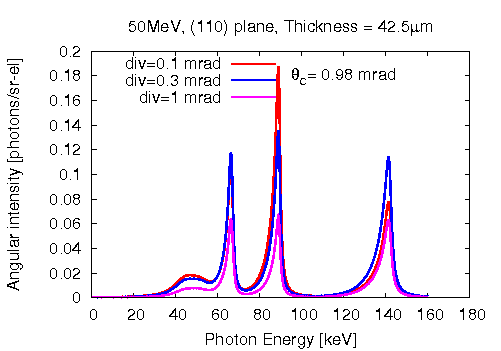 50MeV, (110) plane, Thickness = 42.5μm
div=0.1 mrad
div=0.3 mrad
div=1 mrad
θc= 0.98 mrad
Angular intensity [photons/sr-el]
0.2
0.18
0.16
0.14
0.12
0.1
0.08
0.06
0.04
0.02
0
0 20 40 60 80 100 120 140 160 180
Photon Energy [keV]